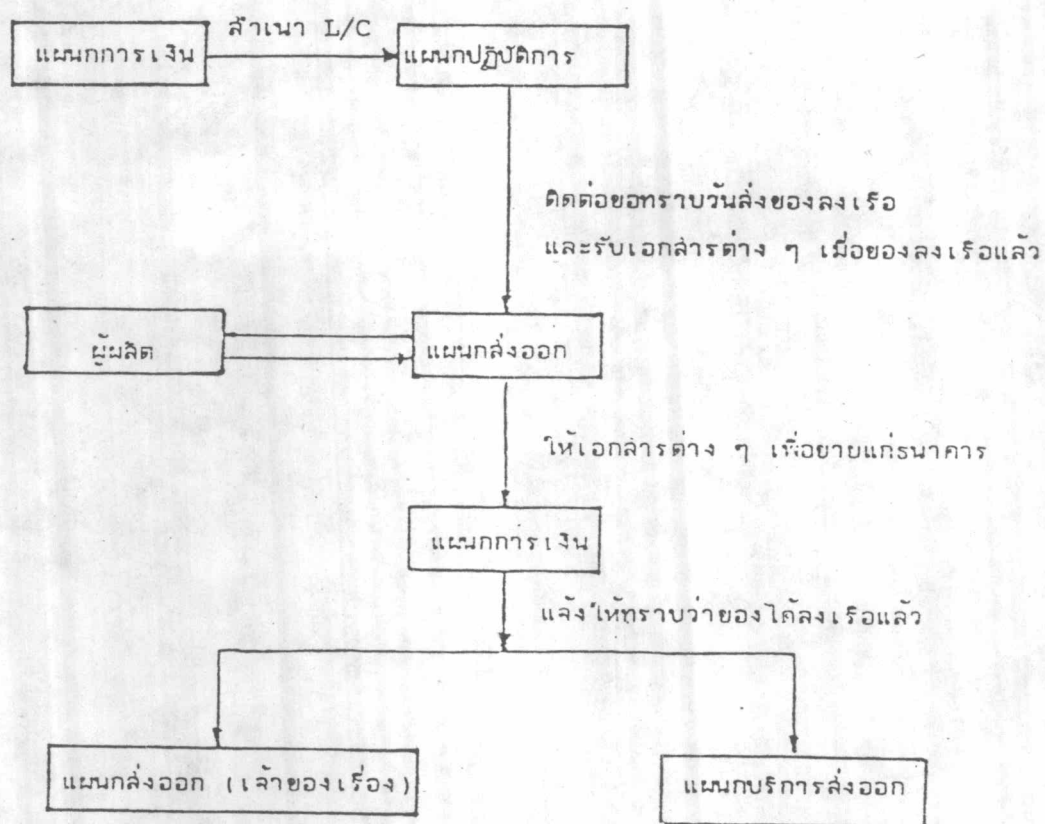 สำเนา L/C
แผนกการเงิน
แผนกปฏิบัติการ
ติดต่อขอทราบวันส่งของลงเรือ
และรับเอกสารต่าง ๆ เมื่อของลงเรือแล้ว
ผู้ผลิต
แผนกส่งออก
ให้เอกสารต่าง ๆ เพื่อขายแก่ธนาคาร
แผนกการเงิน
แจ้งให้ทราบว่าของได้ลงเรือแล้ว
แผนกส่งออก (เจ้าของเรื่อง)
แผนกบริการส่งออก